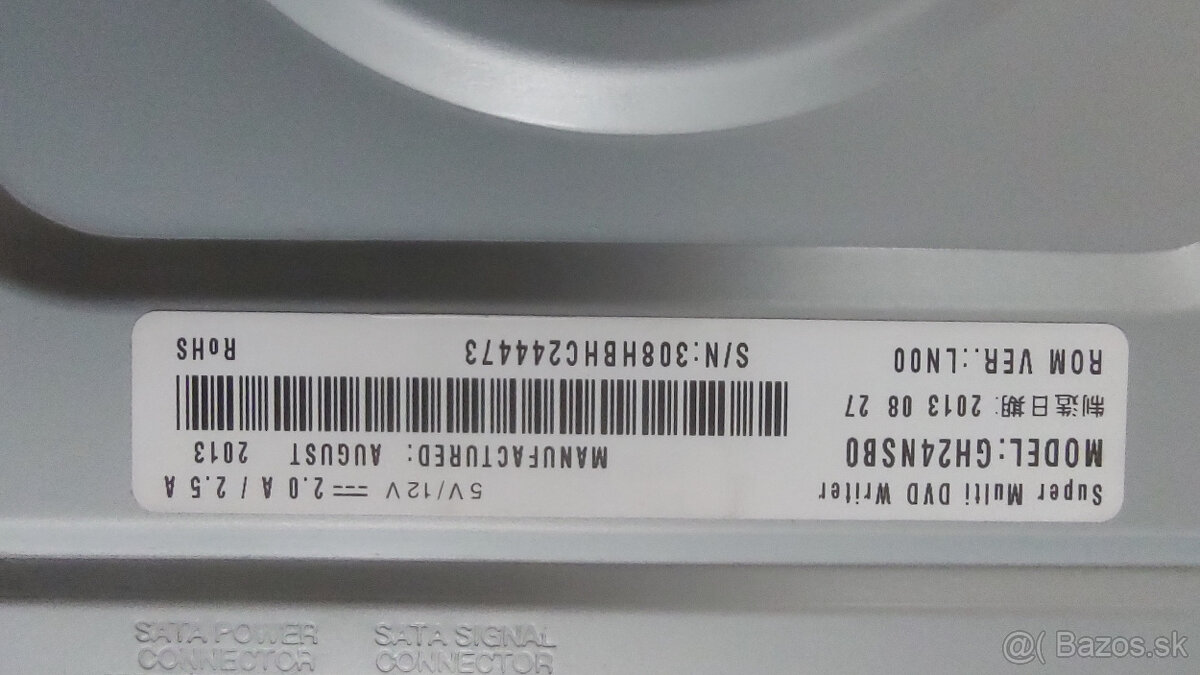 Super Multi DVD Writer
5V/12V ⎓ 2.0 A / 2.5 A
MODEL:GH24NSB0
MANUFACTURED: AUGUST 2013
制造日期: 2013 08 27
ROM VER.:LN00
S/N:308HBHC244473
RoHS
SATA POWER
CONNECTOR
SATA SIGNAL
CONNECTOR
@( Bazos.sk